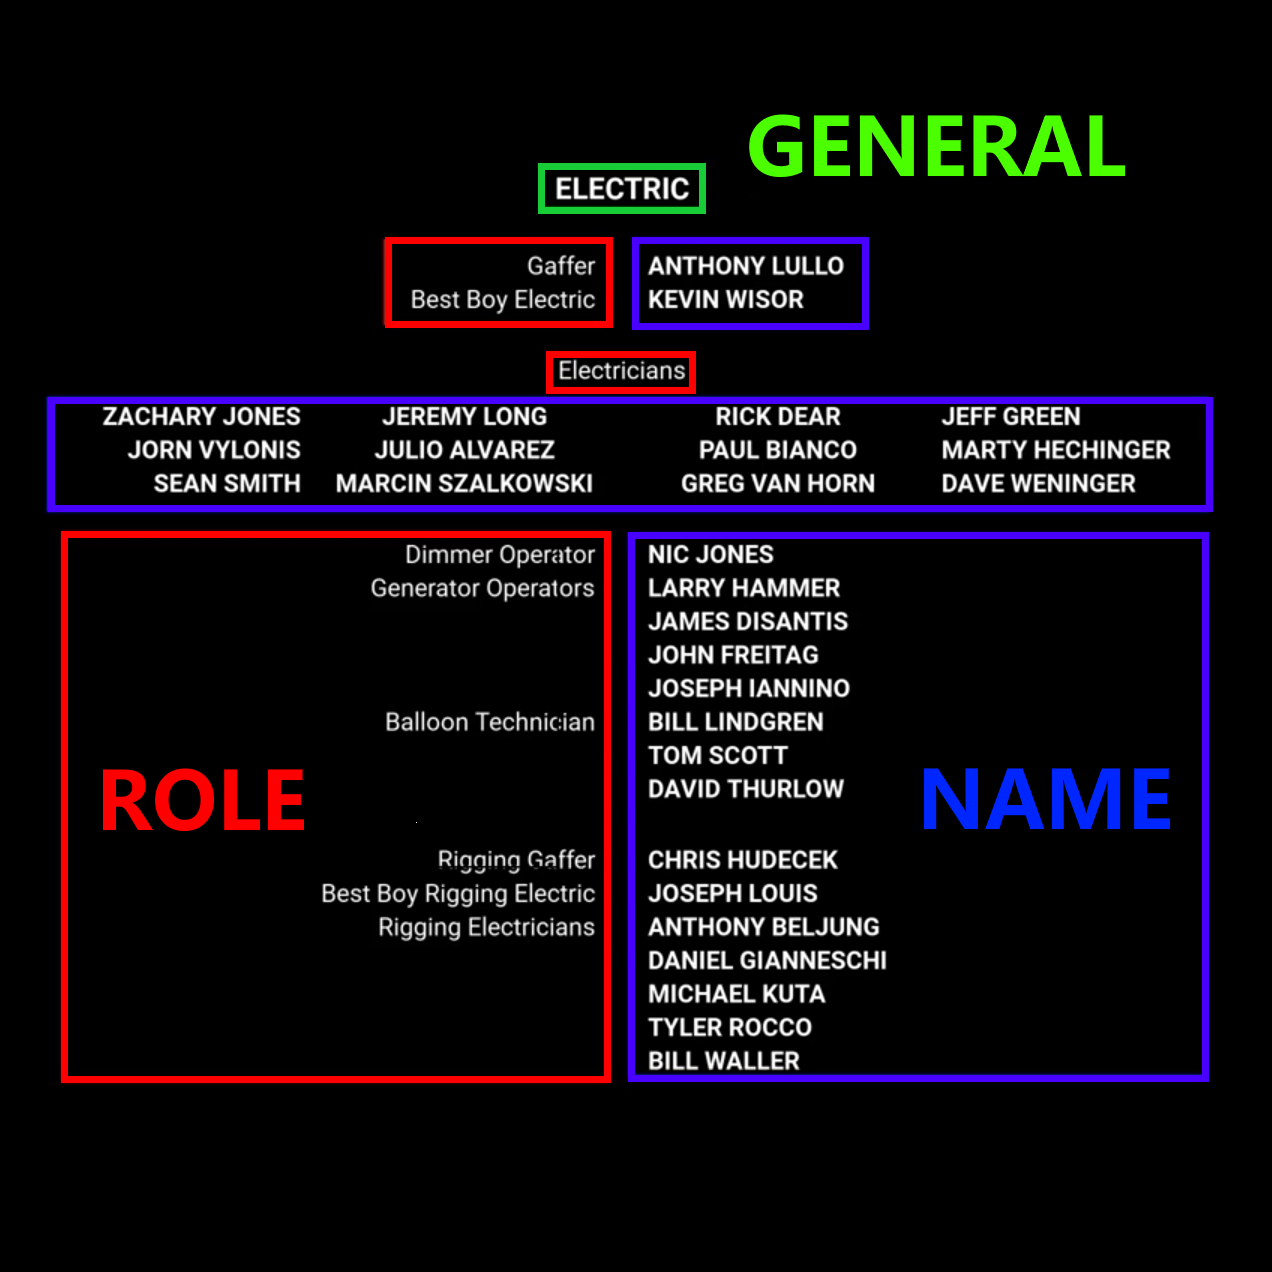 GENERAL
ELECTRIC
Gaffer ANTHONY LULLO
Best Boy Electric KEVIN WISOR
Electricians
ZACHARY JONES JEREMY LONG RICK DEAR JEFF GREEN
JORN VYLONIS JULIO ALVAREZ PAUL BIANCO MARTY HECHINGER
SEAN SMITH MARCIN SZALKOWSKI GREG VAN HORN DAVE WENINGER
Dimmer Operator NIC JONES
Generator Operators LARRY HAMMER
JAMES DISANTIS
JOHN FREITAG
JOSEPH IANNINO
Balloon Technician BILL LINDGREN
TOM SCOTT
DAVID THURLOW
ROLE NAME
Rigging Gaffer CHRIS HUDECEK
Best Boy Rigging Electric JOSEPH LOUIS
Rigging Electricians ANTHONY BELJUNG
DANIEL GIANNESCHI
MICHAEL KUTA
TYLER ROCCO
BILL WALLER